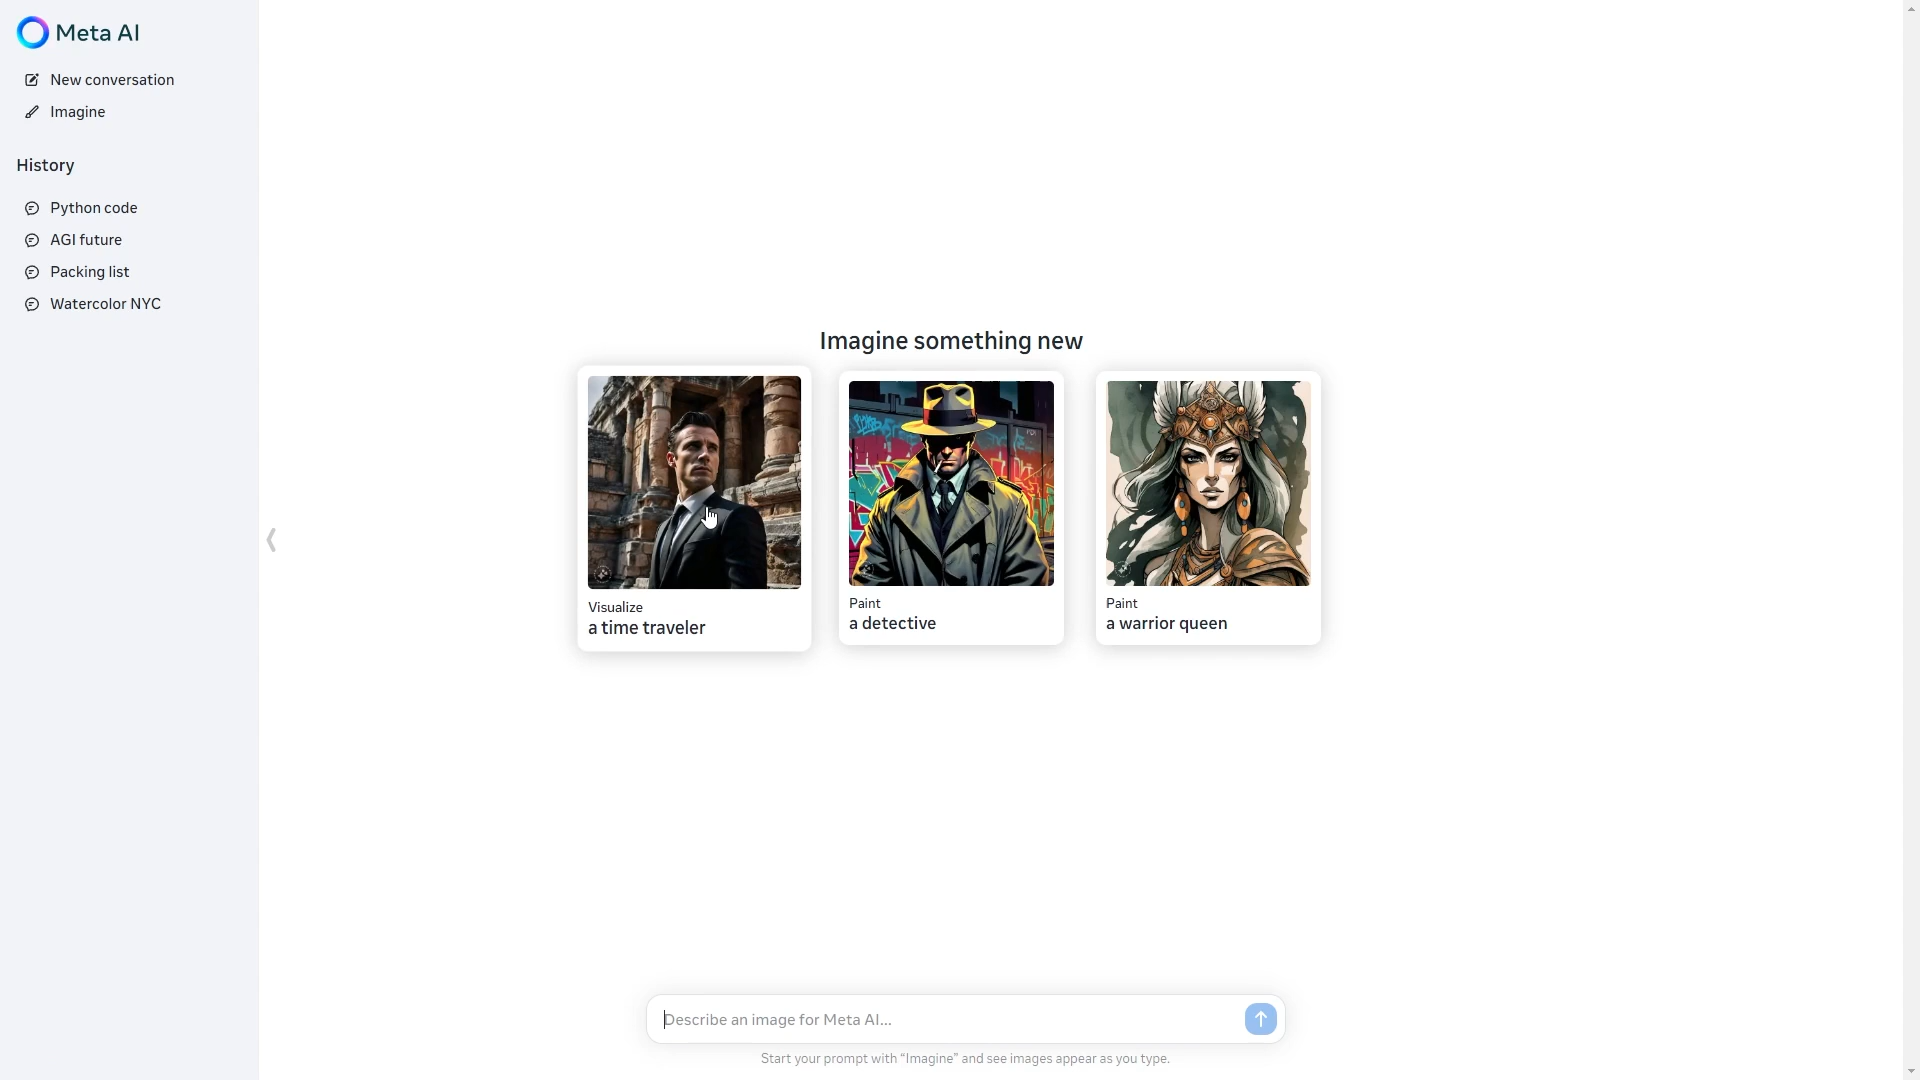 Meta AI
New conversation
Imagine
History
Python code
AGI future
Packing list
Watercolor NYC
Imagine something new
Visualize
a time traveler
Paint
a detective
Paint
a warrior queen
Describe an image for Meta AI...
Start your prompt with “Imagine” and see images appear as you type.